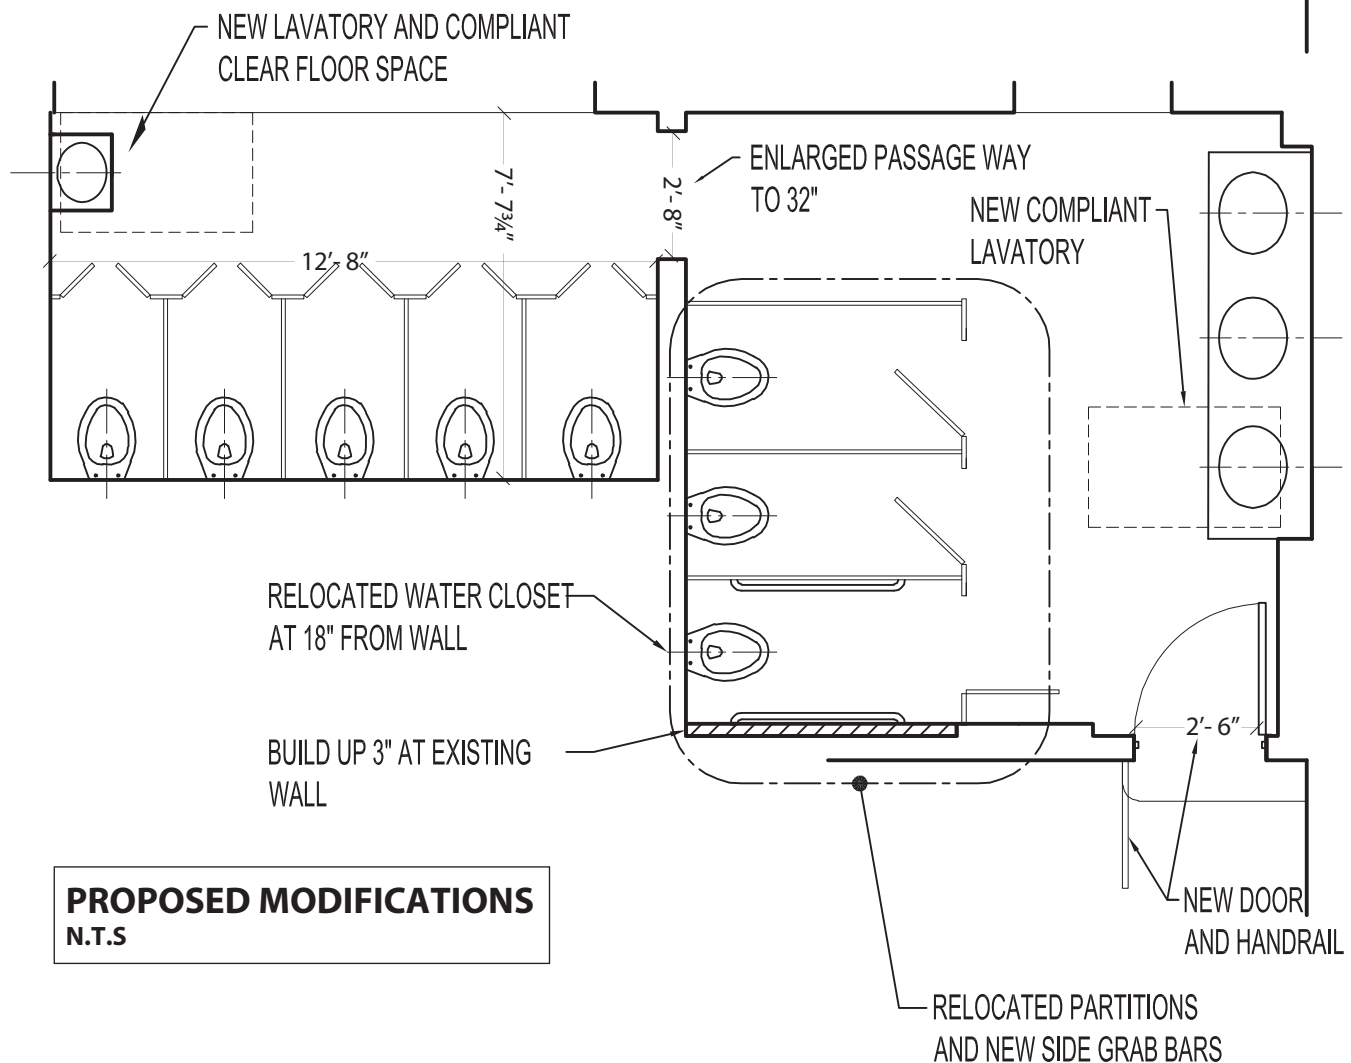 NEW LAVATORY AND COMPLIANT
CLEAR FLOOR SPACE
7'- 7¾"
2'- 8"
ENLARGED PASSAGE WAY
TO 32"
NEW COMPLIANT
LAVATORY
12'- 8"
RELOCATED WATER CLOSET
AT 18" FROM WALL
BUILD UP 3" AT EXISTING
WALL
2'- 6"
PROPOSED MODIFICATIONS
N.T.S
NEW DOOR
AND HANDRAIL
RELOCATED PARTITIONS
AND NEW SIDE GRAB BARS